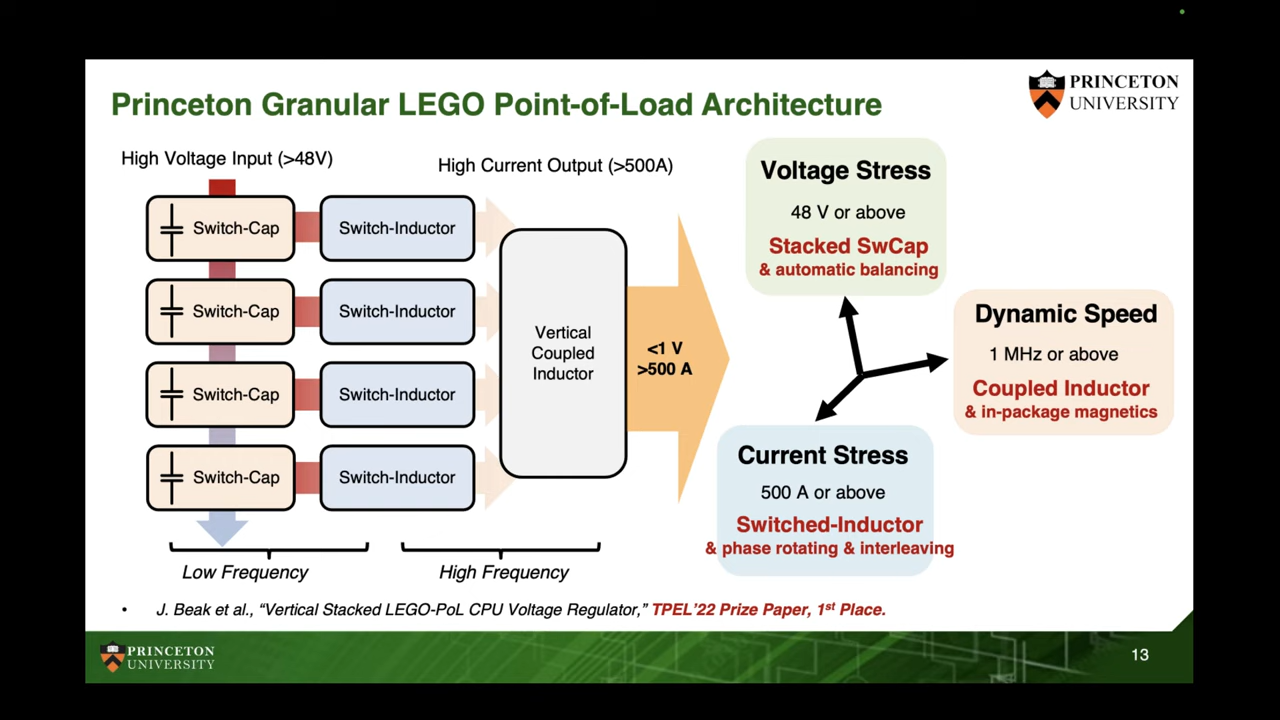 Princeton Granular LEGO Point-of-Load Architecture
PRINCETON
UNIVERSITY
High Voltage Input (>48V)
High Current Output (>500A)
Switch-Cap
Switch-Inductor
Switch-Cap
Switch-Inductor
Switch-Cap
Switch-Inductor
Switch-Cap
Switch-Inductor
Vertical
Coupled
Inductor
<1 V
>500 A
Low Frequency
High Frequency
Voltage Stress
48 V or above
Stacked SwCap
& automatic balancing
Dynamic Speed
1 MHz or above
Coupled Inductor
& in-package magnetics
Current Stress
500 A or above
Switched-Inductor
& phase rotating & interleaving
• J. Beak et al., “Vertical Stacked LEGO-PoL CPU Voltage Regulator,” TPEL’22 Prize Paper, 1st Place.
PRINCETON
UNIVERSITY
13